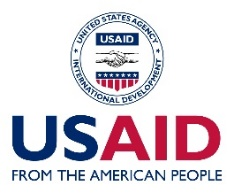 UNITED STATES AGENCY
USAID
INTERNATIONAL DEVELOPMENT
USAID
FROM THE AMERICAN PEOPLE